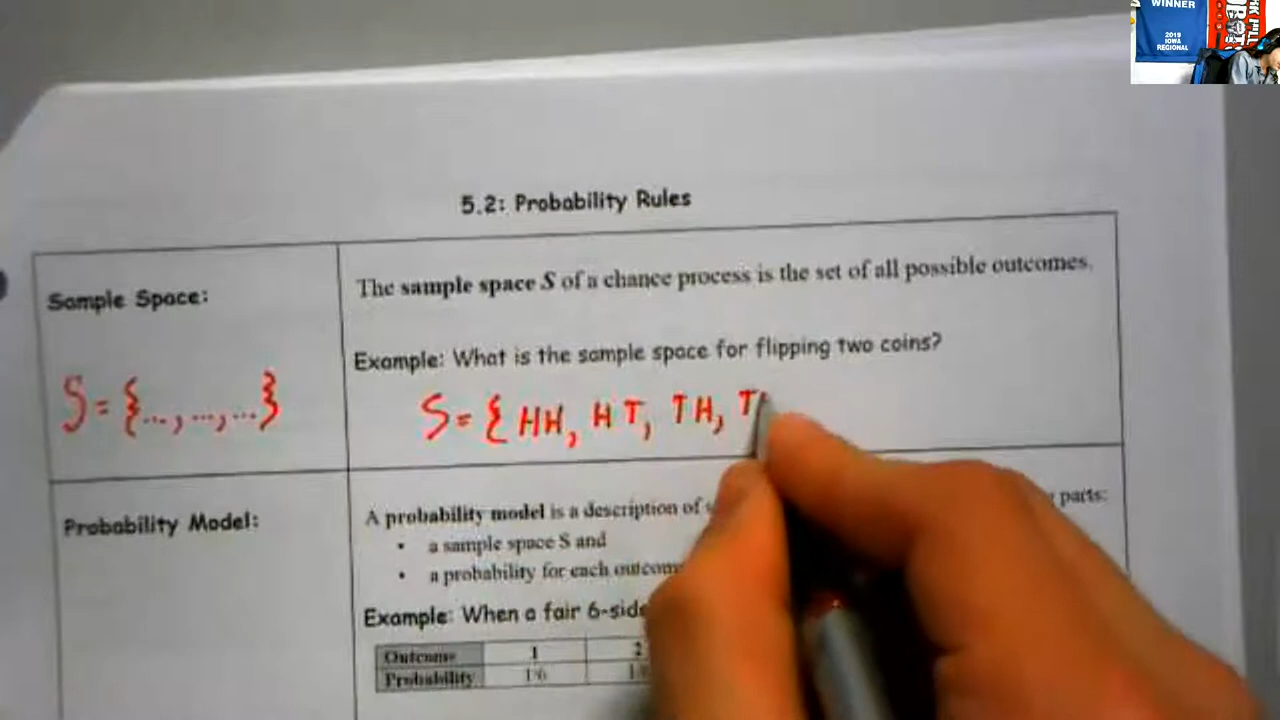 WINNER
2019
IOWA
REGIONAL
5.2: Probability Rules
Sample Space:
S = {..., ..., ...}
The sample space S of a chance process is the set of all possible outcomes.
Example: What is the sample space for flipping two coins?
S = { HH, HT, TH, T
Probability Model:
A probability model is a description of
parts:
• a sample space S and
• a probability for each
Example: When a fair 6-side
Outcome 1 2
Probability 1/6